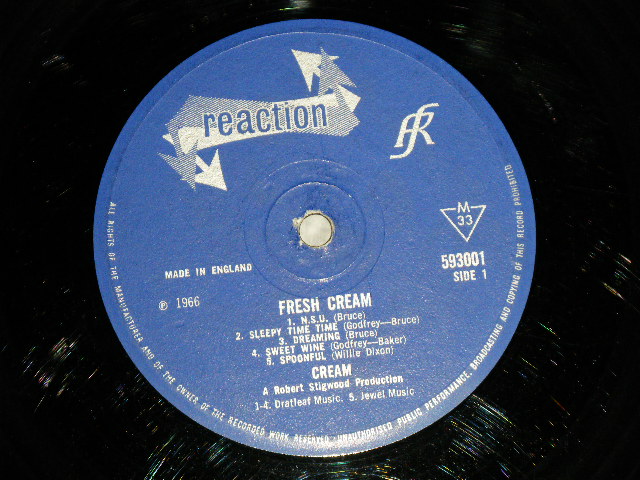 reaction
R
M
33
593001
SIDE 1
MADE IN ENGLAND
℗ 1966
FRESH CREAM
1. N.S.U. (Bruce)
2. SLEEPY TIME TIME (Godfrey—Bruce)
3. DREAMING (Bruce)
4. SWEET WINE (Godfrey—Baker)
5. SPOONFUL (Willie Dixon)
CREAM
A Robert Stigwood Production
1-4. Dratleaf Music. 5. Jewel Music
ALL RIGHTS OF THE MANUFACTURER AND OF THE OWNER OF THE RECORDED WORK RESERVED. UNAUTHORISED PUBLIC PERFORMANCE, BROADCASTING AND COPYING OF THIS RECORD PROHIBITED